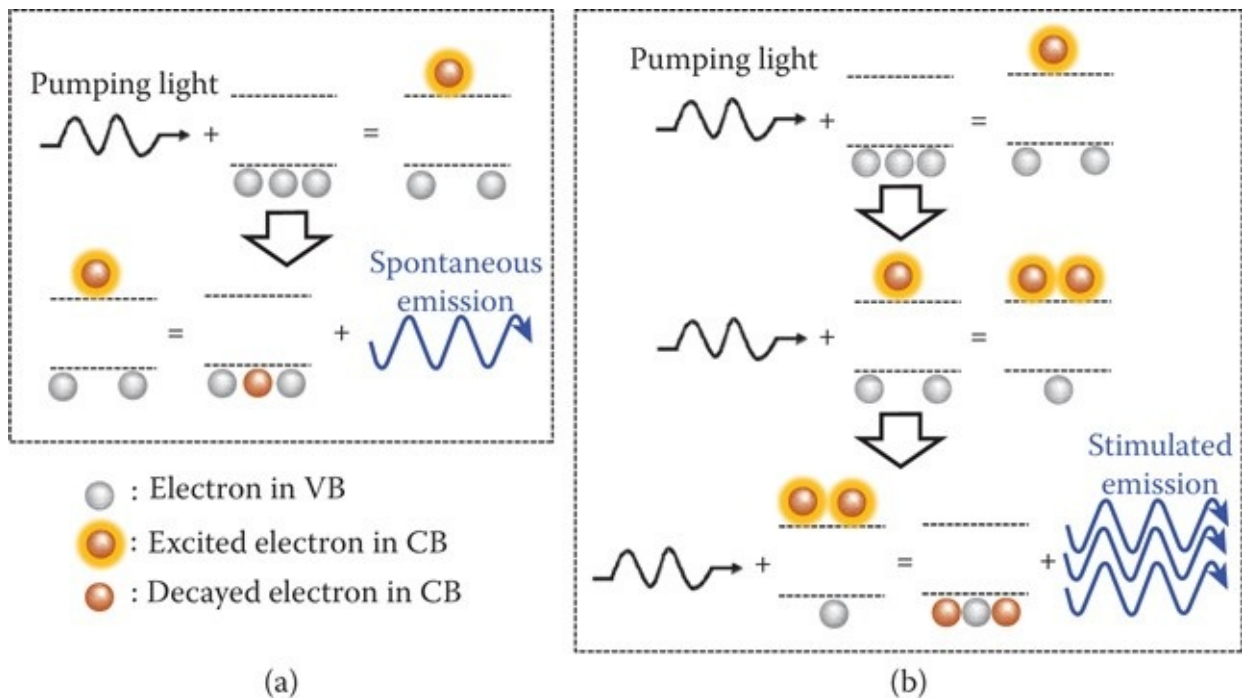 Pumping light
+
=
Spontaneous
emission
=
+
: Electron in VB
: Excited electron in CB
: Decayed electron in CB
(a)
Pumping light
+
=
+
=
Stimulated
emission
+
=
+
(b)